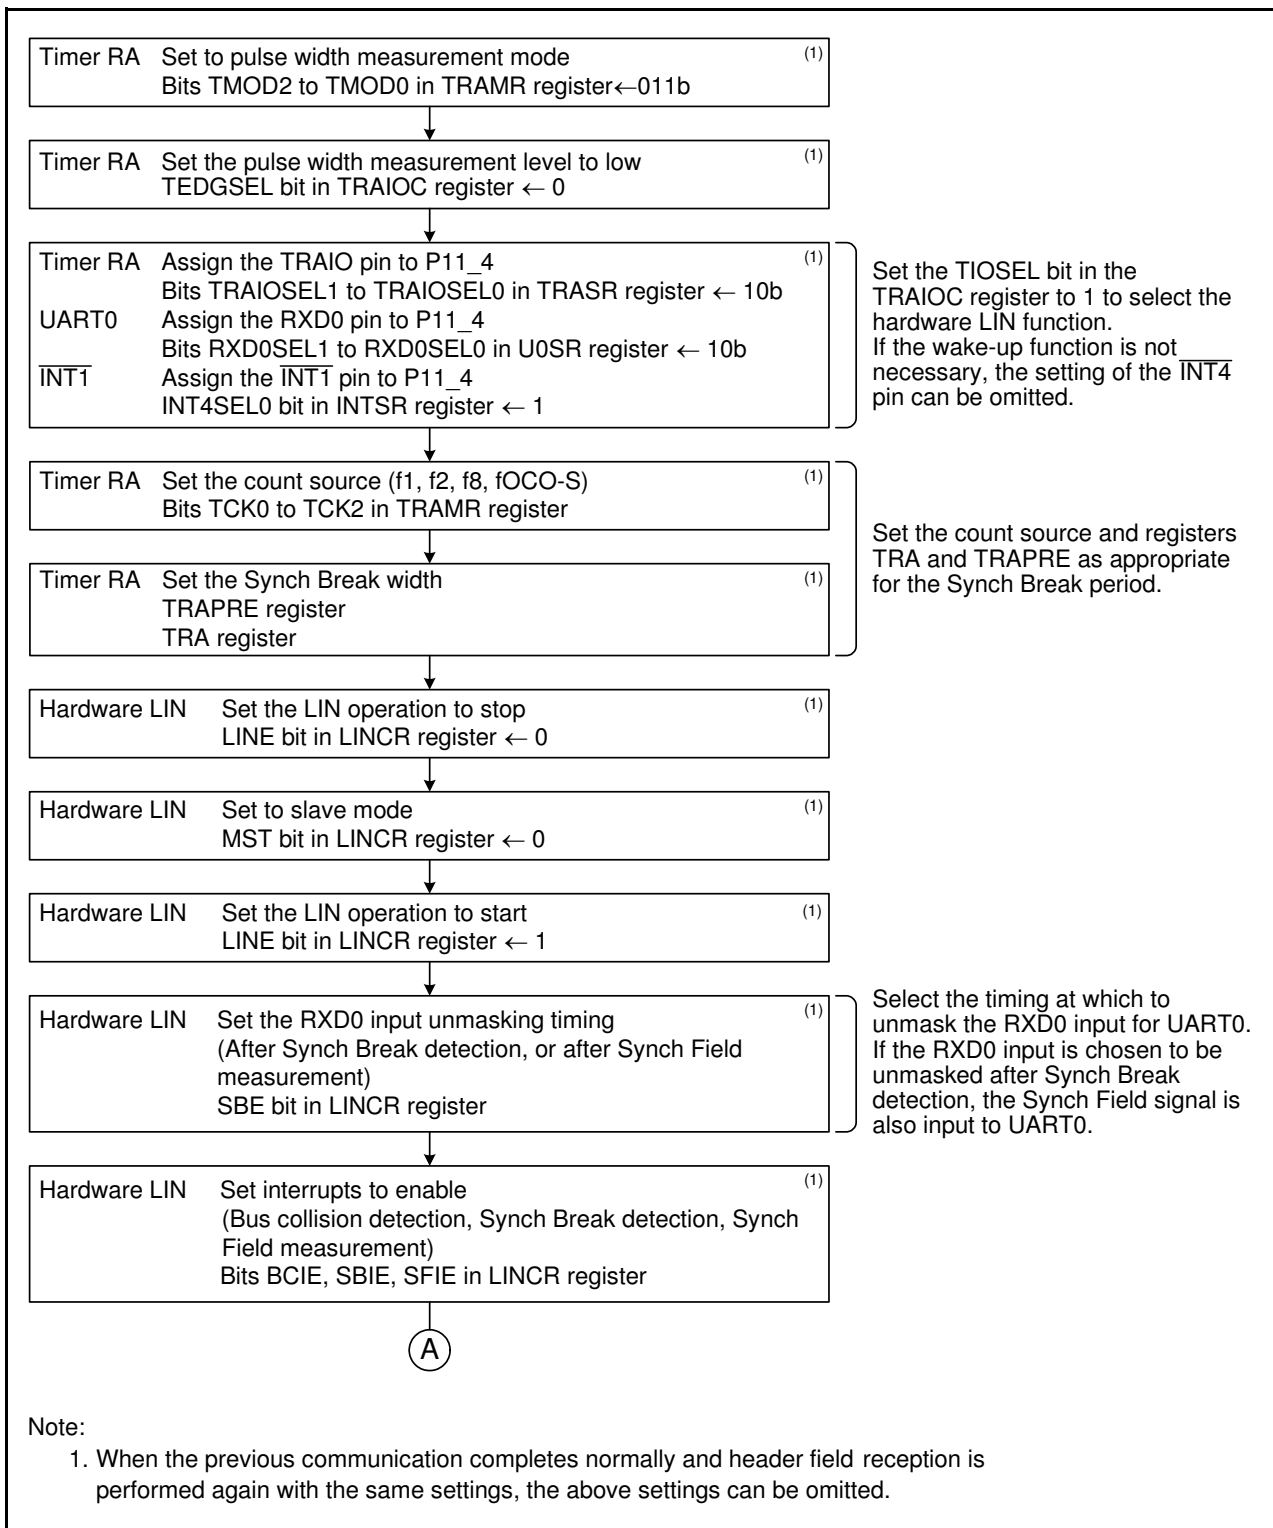 Timer RA Set to pulse width measurement mode (1)
Bits TMOD2 to TMOD0 in TRAMR register←011b
Timer RA Set the pulse width measurement level to low (1)
TEDGSEL bit in TRAIOC register ← 0
Timer RA Assign the TRAIO pin to P11_4 (1)
Bits TRAIOSEL1 to TRAIOSEL0 in TRASR register ← 10b
UART0 Assign the RXD0 pin to P11_4
Bits RXD0SEL1 to RXD0SEL0 in U0SR register ← 10b
I̅N̅T̅1̅ Assign the I̅N̅T̅1̅ pin to P11_4
INT4SEL0 bit in INTSR register ← 1
Set the TIOSEL bit in the
TRAIOC register to 1 to select the
hardware LIN function.
If the wake-up function is not
necessary, the setting of the I̅N̅T̅4̅
pin can be omitted.
Timer RA Set the count source (f1, f2, f8, fOCO-S) (1)
Bits TCK0 to TCK2 in TRAMR register
Timer RA Set the Synch Break width (1)
TRAPRE register
TRA register
Set the count source and registers
TRA and TRAPRE as appropriate
for the Synch Break period.
Hardware LIN Set the LIN operation to stop (1)
LINE bit in LINCR register ← 0
Hardware LIN Set to slave mode (1)
MST bit in LINCR register ← 0
Hardware LIN Set the LIN operation to start (1)
LINE bit in LINCR register ← 1
Hardware LIN Set the RXD0 input unmasking timing (1)
(After Synch Break detection, or after Synch Field
measurement)
SBE bit in LINCR register
Select the timing at which to
unmask the RXD0 input for UART0.
If the RXD0 input is chosen to be
unmasked after Synch Break
detection, the Synch Field signal is
also input to UART0.
Hardware LIN Set interrupts to enable (1)
(Bus collision detection, Synch Break detection, Synch
Field measurement)
Bits BCIE, SBIE, SFIE in LINCR register
A
Note:
1. When the previous communication completes normally and header field reception is
performed again with the same settings, the above settings can be omitted.